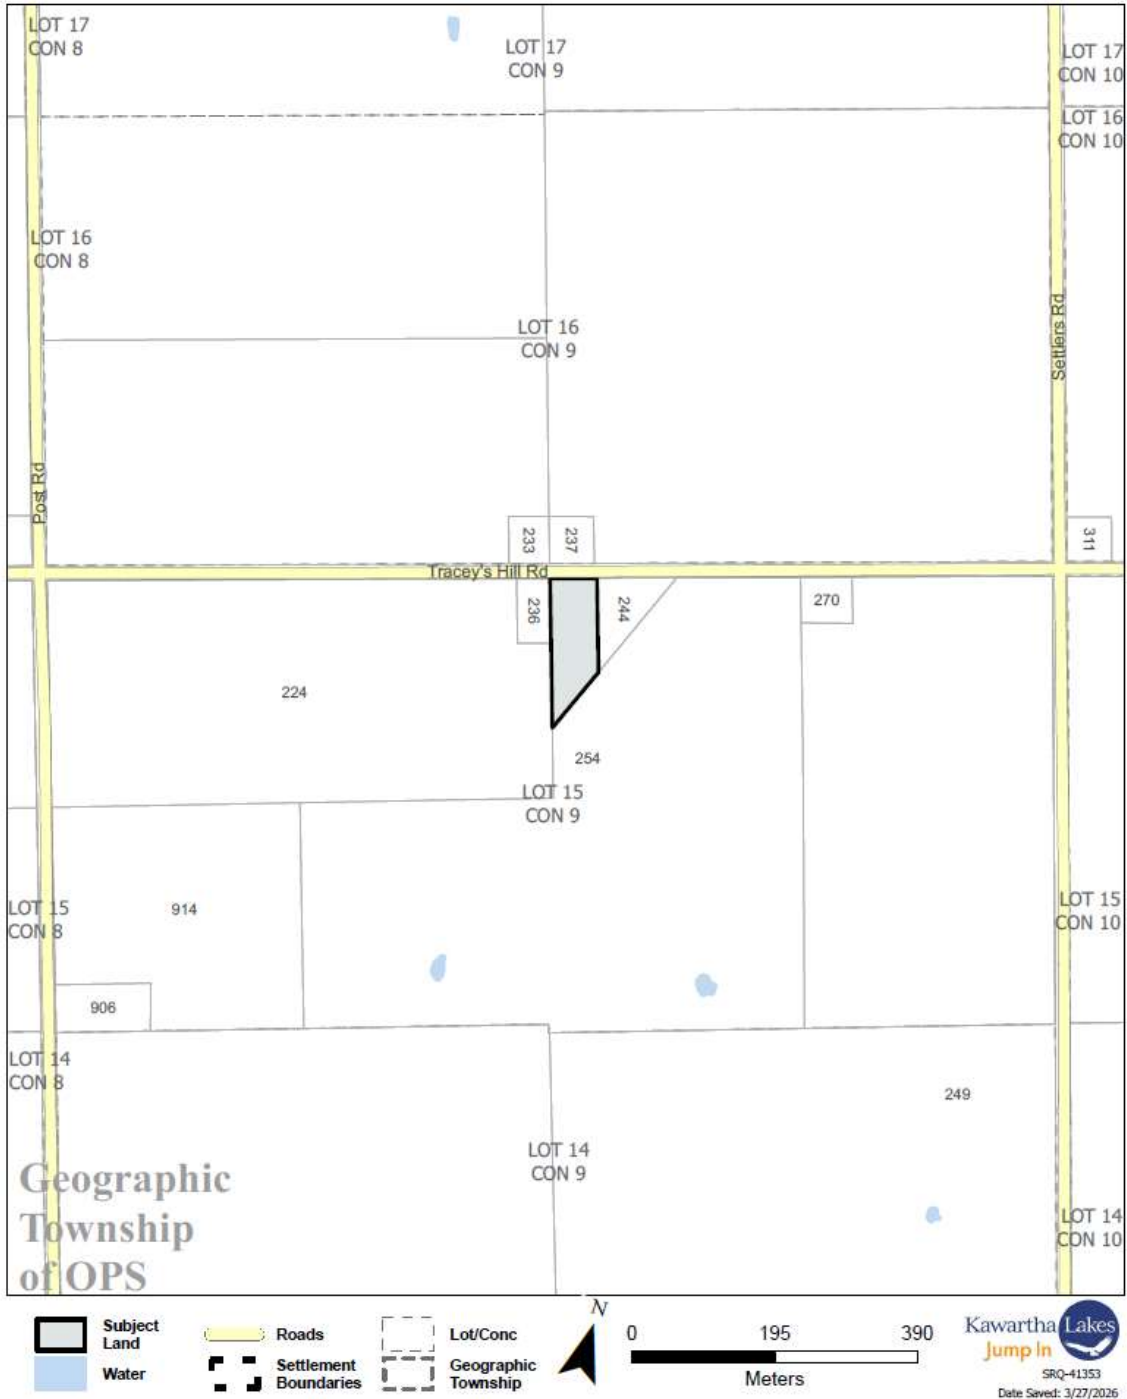 LOT 17
CON 8
LOT 17
CON 9
LOT 17
CON 10
LOT 16
CON 10
LOT 16
CON 8
LOT 16
CON 9
Settlers Rd
Post Rd
233
237
311
Tracey's Hill Rd
236
244
270
224
254
LOT 15
CON 9
LOT 15
CON 8
914
LOT 15
CON 10
906
LOT 14
CON 8
249
LOT 14
CON 9
Geographic
Township
of OPS
LOT 14
CON 10
Subject
Land
Water
Roads
Settlement
Boundaries
Lot/Conc
Geographic
Township
N
0 195 390
Meters
Kawartha Lakes
Jump In
SRQ-41353
Date Saved: 3/27/2026